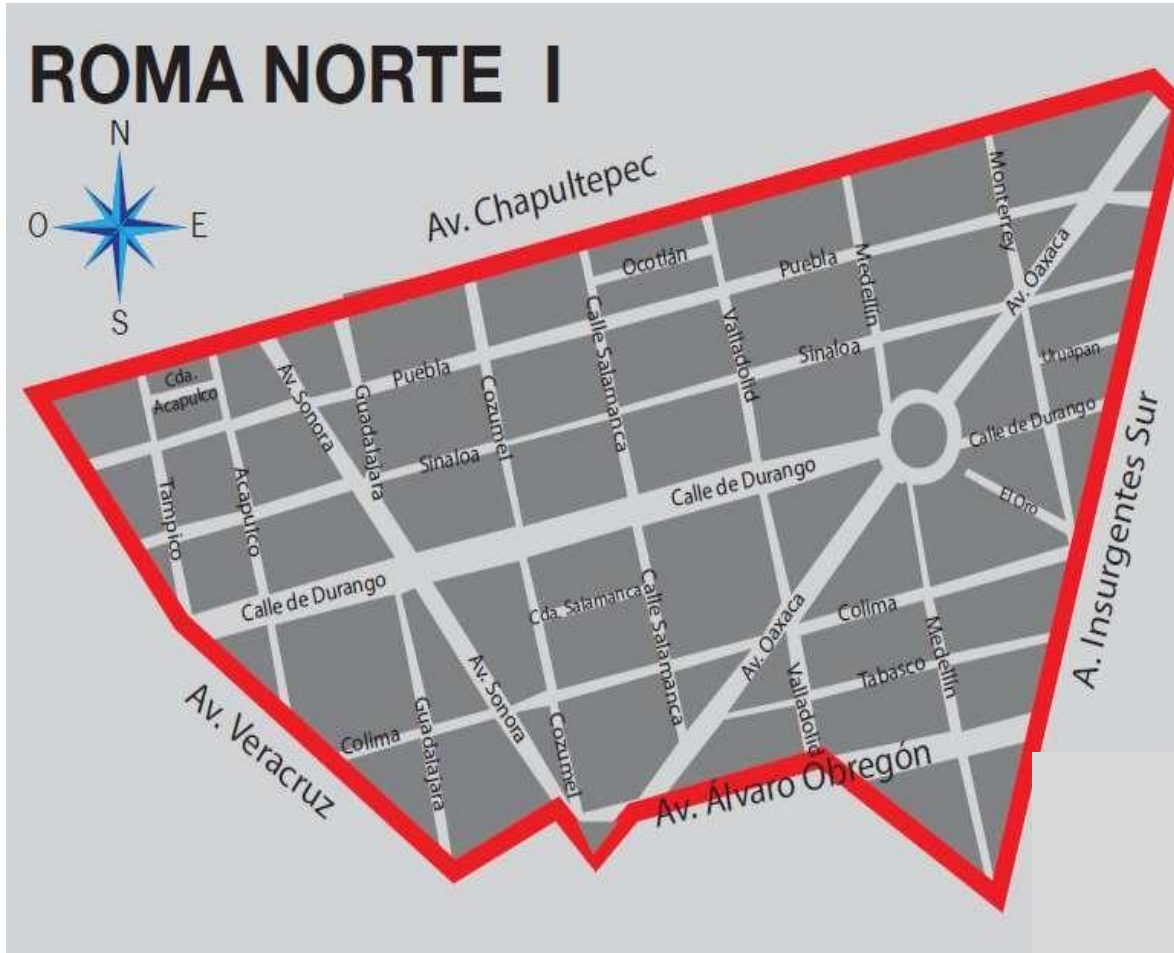 ROMA NORTE I
N
O
E
S
Av. Chapultepec
Monterrey
Ocotlán
Puebla
Medellín
Av. Oaxaca
Calle Salamanca
Valladolid
Sinaloa
Uruapan
Cda.
Acapulco
Av. Sonora
Puebla
Guadalajara
Cozumel
Calle de Durango
A. Insurgentes Sur
Sinaloa
Tampico
Acapulco
Calle de Durango
El Oro
Calle de Durango
Cda. Salamanca
Calle Salamanca
Av. Oaxaca
Colima
Medellín
Av. Sonora
Valladolid
Tabasco
Av. Veracruz
Colima
Guadalajara
Cozumel
Av. Álvaro Obregón